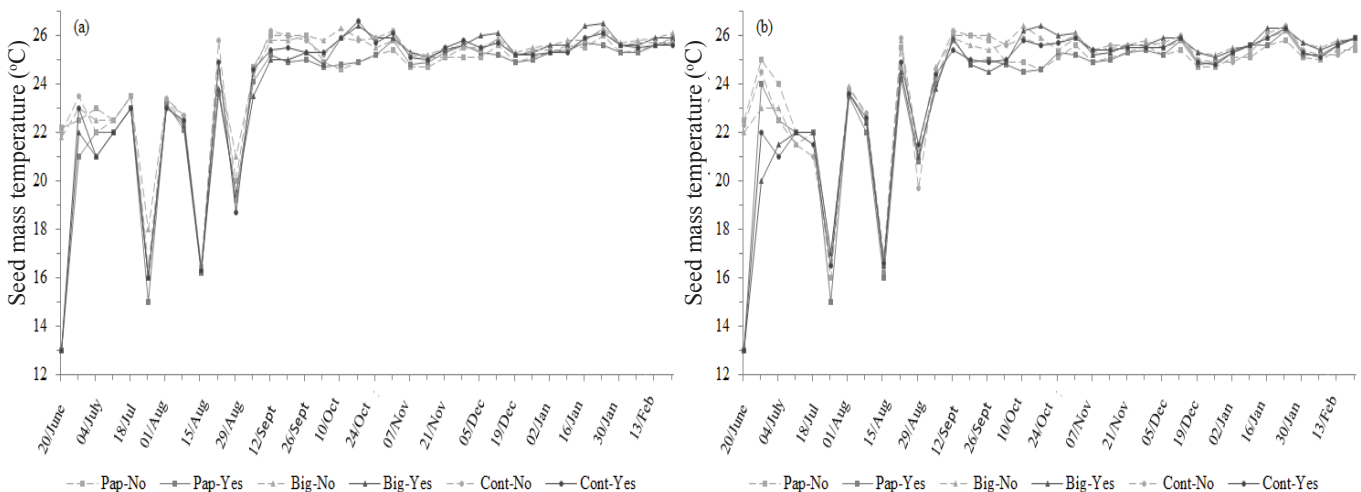 (a)
Seed mass temperature (°C)
26
24
22
20
18
16
14
12
20/June
04/July
18/Jul
01/Aug
15/Aug
29/Aug
12/Sept
26/Sept
10/Oct
24/Oct
07/Nov
21/Nov
05/Dec
19/Dec
02/Jan
16/Jan
30/Jan
13/Feb
Pap-No Pap-Yes Big-No Big-Yes Cont-No Cont-Yes
(b)
Seed mass temperature (°C)
26
24
22
20
18
16
14
12
20/June
04/July
18/Jul
01/Aug
15/Aug
29/Aug
12/Sept
26/Sept
10/Oct
24/Oct
07/Nov
21/Nov
05/Dec
19/Dec
02/Jan
16/Jan
30/Jan
13/Feb
Pap-No Pap-Yes Big-No Big-Yes Cont-No Cont-Yes